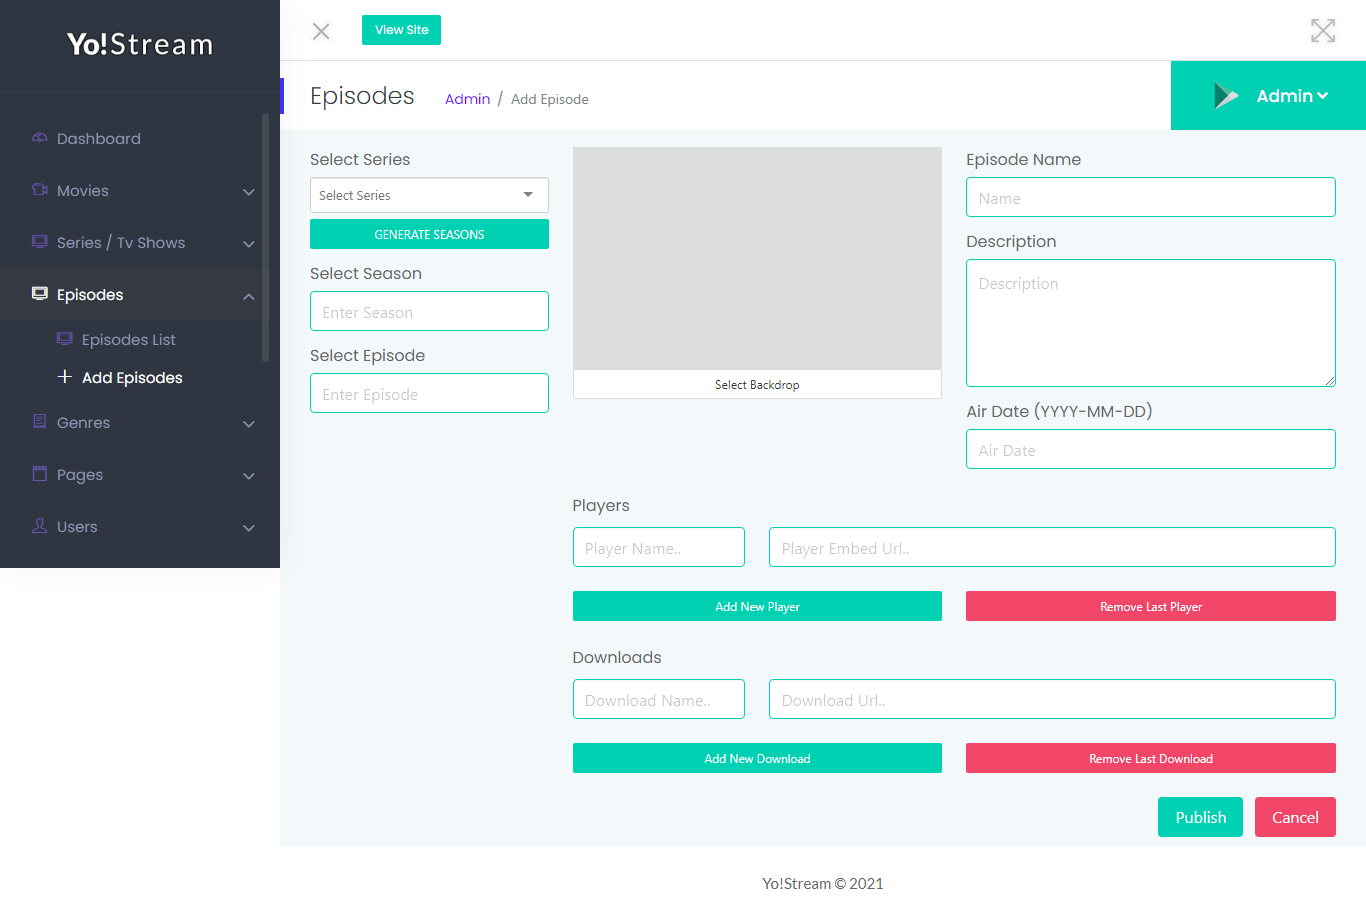 Yo!Stream
View Site
Episodes
Admin / Add Episode
Admin
Dashboard
Movies
Series / Tv Shows
Episodes
Episodes List
Add Episodes
Genres
Pages
Users
Select Series
Select Series
GENERATE SEASONS
Select Season
Enter Season
Select Episode
Enter Episode
Select Backdrop
Episode Name
Name
Description
Description
Air Date (YYYY-MM-DD)
Air Date
Players
Player Name..
Player Embed Url..
Add New Player
Remove Last Player
Downloads
Download Name..
Download Url..
Add New Download
Remove Last Download
Publish
Cancel
Yo!Stream © 2021